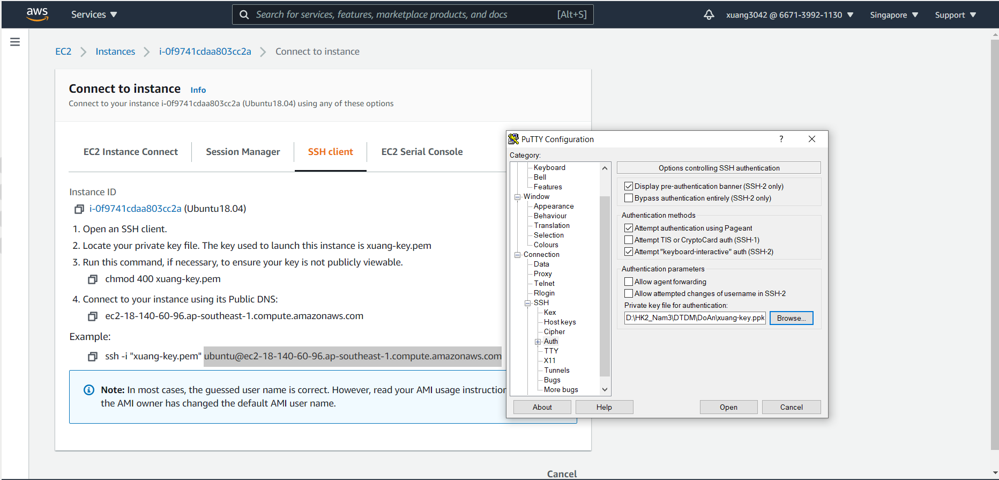 aws
Services
Search for services, features, marketplace products, and docs [Alt+S]
xuang3042 @ 6671-3992-1130
Singapore
Support
EC2 > Instances > i-0f9741cdaa803cc2a > Connect to instance
Connect to instance Info
Connect to your instance i-0f9741cdaa803cc2a (Ubuntu18.04) using any of these options
EC2 Instance Connect
Session Manager
SSH client
EC2 Serial Console
Instance ID
i-0f9741cdaa803cc2a (Ubuntu18.04)
1. Open an SSH client.
2. Locate your private key file. The key used to launch this instance is xuang-key.pem
3. Run this command, if necessary, to ensure your key is not publicly viewable.
chmod 400 xuang-key.pem
4. Connect to your instance using its Public DNS:
ec2-18-140-60-96.ap-southeast-1.compute.amazonaws.com
Example:
ssh -i "xuang-key.pem" ubuntu@ec2-18-140-60-96.ap-southeast-1.compute.amazonaws.com
Note: In most cases, the guessed user name is correct. However, read your AMI usage instruction
the AMI owner has changed the default AMI user name.
Cancel
PuTTY Configuration
?
Category:
Keyboard
Bell
Features
Window
Appearance
Behaviour
Translation
Selection
Colours
Connection
Data
Proxy
Telnet
Rlogin
SSH
Kex
Host keys
Cipher
Auth
TTY
X11
Tunnels
Bugs
More bugs
Options controlling SSH authentication
Display pre-authentication banner (SSH-2 only)
Bypass authentication entirely (SSH-2 only)
Authentication methods
Attempt authentication using Pageant
Attempt TIS or CryptoCard auth (SSH-1)
Attempt "keyboard-interactive" auth (SSH-2)
Authentication parameters
Allow agent forwarding
Allow attempted changes of username in SSH-2
Private key file for authentication:
D:\HK2_Nam3\DTDM\DoAn\xuang-key.ppk
Browse...
About
Help
Open
Cancel